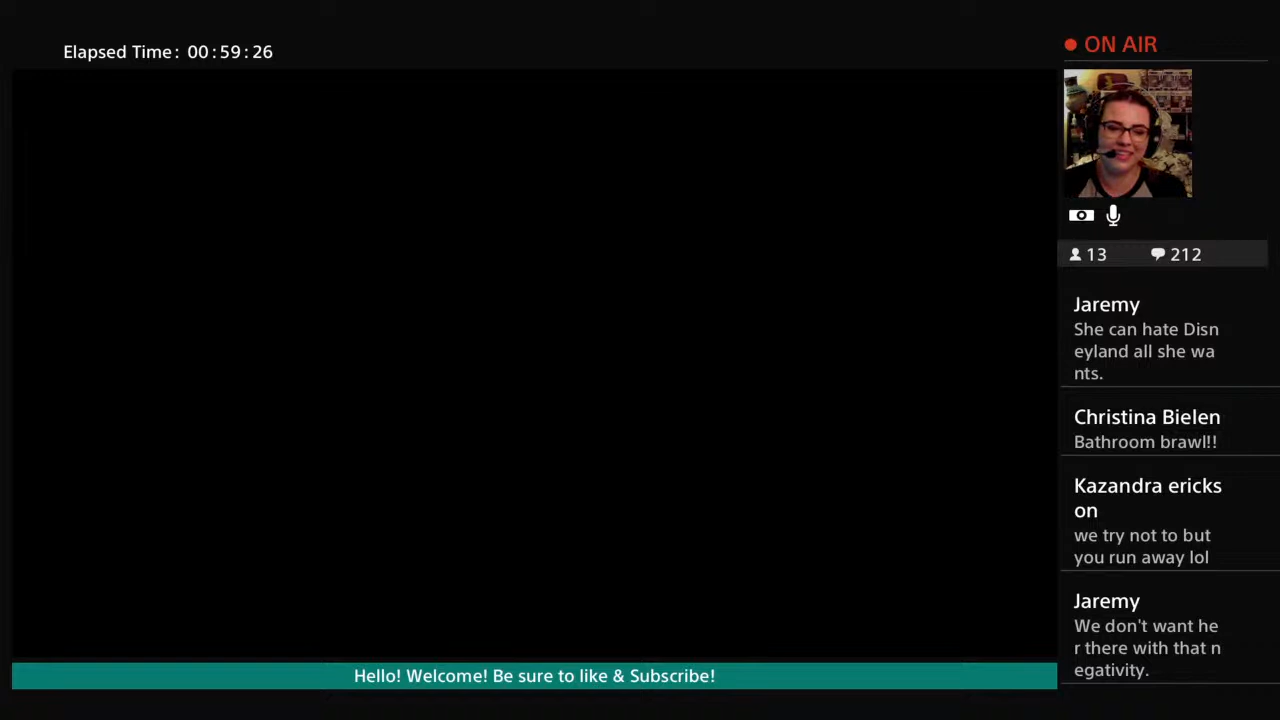 Elapsed Time: 00:59:26
ON AIR
13 212
Jaremy
She can hate Disn
eyland all she wa
nts.
Christina Bielen
Bathroom brawl!!
Kazandra ericks
on
we try not to but
you run away lol
Jaremy
We don't want he
r there with that n
egativity.
Hello! Welcome! Be sure to like & Subscribe!